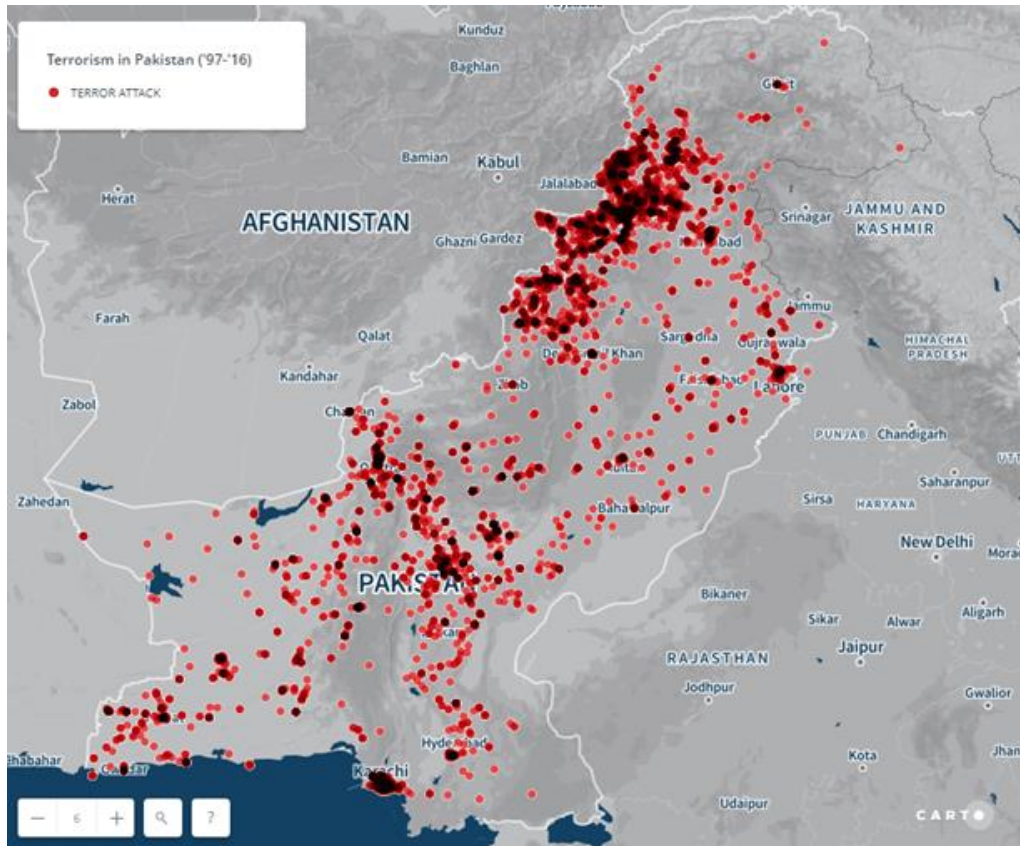 Terrorism in Pakistan ('97-'16)
TERROR ATTACK
Kunduz
Baghlan
Bamian
Kabul
Jalalabad
Herat
AFGHANISTAN
Ghazni Gardez
Srinagar
JAMMU AND
KASHMIR
Farah
Qalat
Jammu
Sargodha
Gujranwala
HIMACHAL
PRADESH
Kandahar
Lahore
Zabol
PUNJAB
Chandigarh
Saharanpur
Zahedan
Sirsa
HARYANA
New Delhi
PAKISTAN
Bikaner
Aligarh
Sikar
Alwar
RAJASTHAN
Jaipur
Jodhpur
Gwalior
Hyderabad
Karachi
Kota
Udaipur
− 6 + ?
CARTO